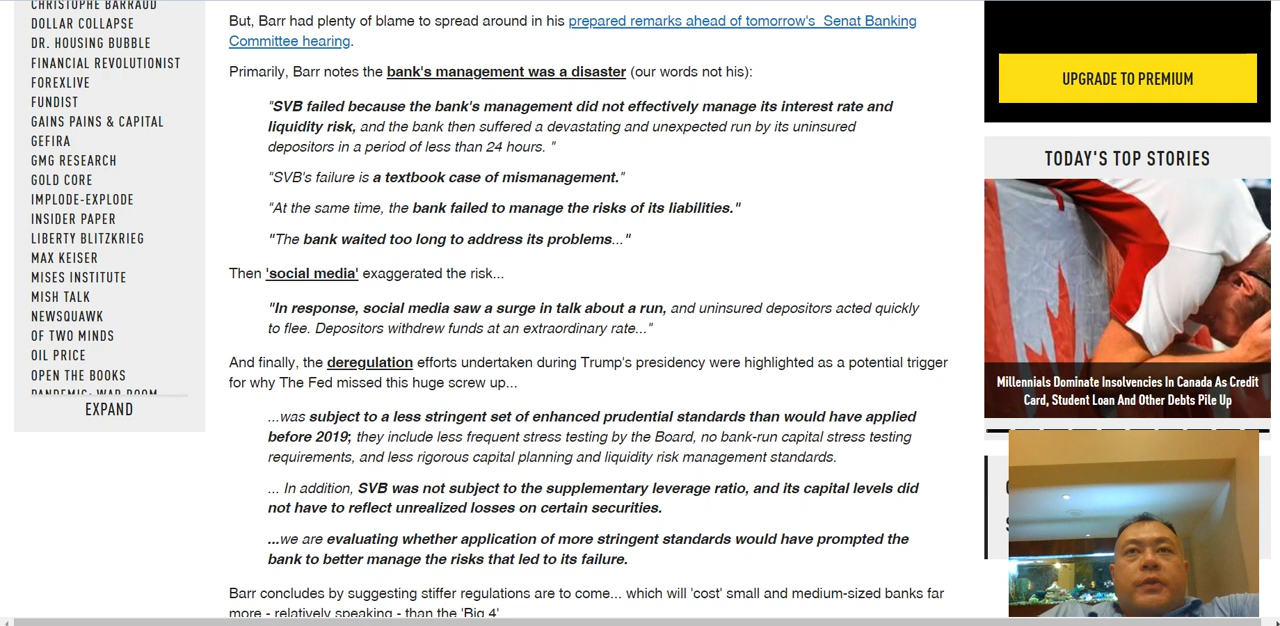 CHRISTOPHE BARRAUD
DOLLAR COLLAPSE
DR. HOUSING BUBBLE
FINANCIAL REVOLUTIONIST
FOREXLIVE
FUNDIST
GAINS PAINS & CAPITAL
GEFIRA
GMG RESEARCH
GOLD CORE
IMPLODE-EXPLODE
INSIDER PAPER
LIBERTY BLITZKRIEG
MAX KEISER
MISES INSTITUTE
MISH TALK
NEWSQUAWK
OF TWO MINDS
OIL PRICE
OPEN THE BOOKS
PANDEMIC: WAR ROOM
EXPAND
But, Barr had plenty of blame to spread around in his prepared remarks ahead of tomorrow's Senat Banking
Committee hearing.
Primarily, Barr notes the bank's management was a disaster (our words not his):
"SVB failed because the bank's management did not effectively manage its interest rate and
liquidity risk, and the bank then suffered a devastating and unexpected run by its uninsured
depositors in a period of less than 24 hours. "
"SVB's failure is a textbook case of mismanagement."
"At the same time, the bank failed to manage the risks of its liabilities."
"The bank waited too long to address its problems..."
Then 'social media' exaggerated the risk...
"In response, social media saw a surge in talk about a run, and uninsured depositors acted quickly
to flee. Depositors withdrew funds at an extraordinary rate..."
And finally, the deregulation efforts undertaken during Trump's presidency were highlighted as a potential trigger
for why The Fed missed this huge screw up...
...was subject to a less stringent set of enhanced prudential standards than would have applied
before 2019; they include less frequent stress testing by the Board, no bank-run capital stress testing
requirements, and less rigorous capital planning and liquidity risk management standards.
... In addition, SVB was not subject to the supplementary leverage ratio, and its capital levels did
not have to reflect unrealized losses on certain securities.
...we are evaluating whether application of more stringent standards would have prompted the
bank to better manage the risks that led to its failure.
Barr concludes by suggesting stiffer regulations are to come... which will 'cost' small and medium-sized banks far
more - relatively speaking - than the 'Big 4'
UPGRADE TO PREMIUM
TODAY'S TOP STORIES
Millennials Dominate Insolvencies In Canada As Credit
Card, Student Loan And Other Debts Pile Up